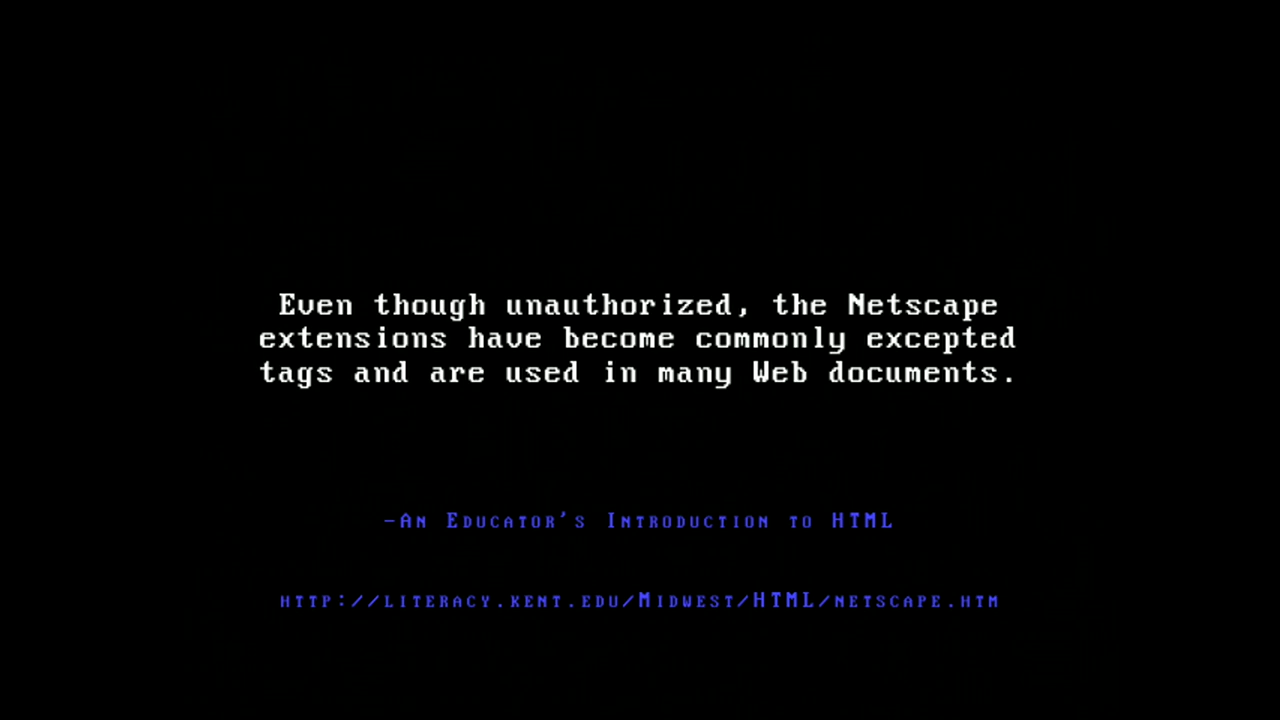 Even though unauthorized, the Netscape
extensions have become commonly excepted
tags and are used in many Web documents.
-An Educator's Introduction to HTML
http://literacy.kent.edu/Midwest/HTML/netscape.htm